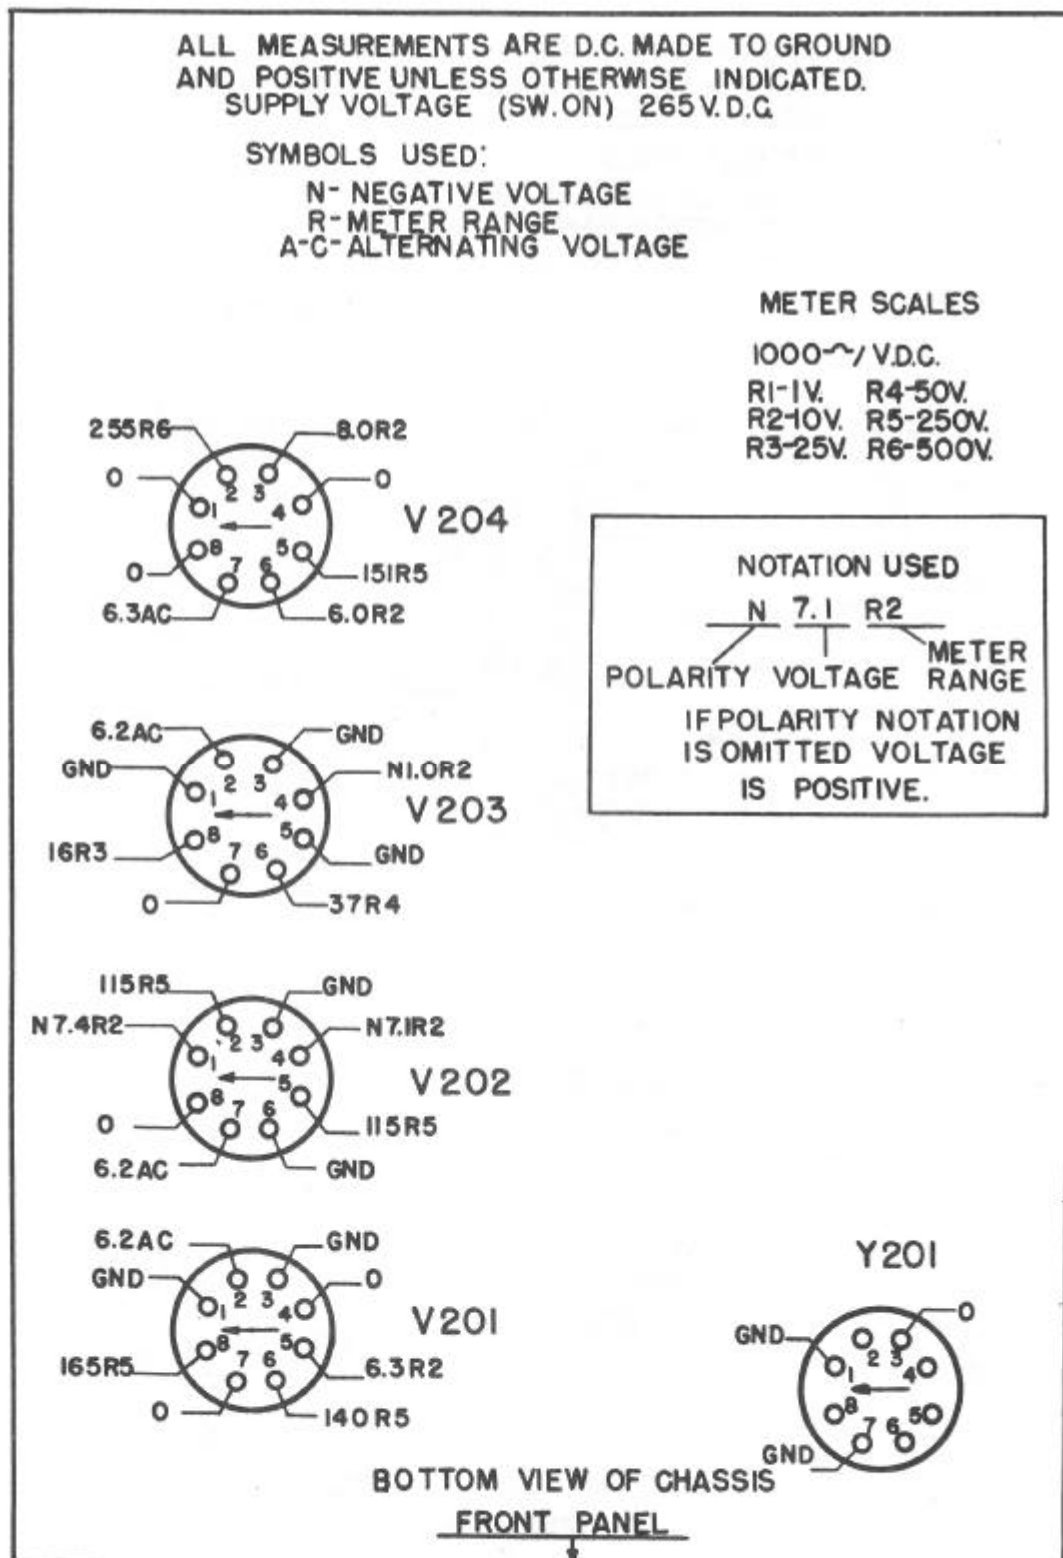 ALL MEASUREMENTS ARE D.C. MADE TO GROUND
AND POSITIVE UNLESS OTHERWISE INDICATED.
SUPPLY VOLTAGE (SW.ON) 265V.D.C.
SYMBOLS USED:
N- NEGATIVE VOLTAGE
R- METER RANGE
A-C- ALTERNATING VOLTAGE
METER SCALES
1000~/V.D.C.
R1-1V. R4-50V.
R2-10V. R5-250V.
R3-25V. R6-500V.
255R6 8.0R2
0 0
2 3
1 4
V204
8 5
7 6
0 151R5
6.3AC 6.0R2
NOTATION USED
N 7.1 R2
POLARITY VOLTAGE METER RANGE
IF POLARITY NOTATION
IS OMITTED VOLTAGE
IS POSITIVE.
6.2AC GND
GND N1.0R2
2 3
1 4
V203
8 5
7 6
16R3 GND
0 37R4
115R5 GND
N7.4R2 N7.1R2
2 3
1 4
V202
8 5
7 6
0 115R5
6.2AC GND
6.2AC GND
GND 0
2 3
1 4
V201
8 5
7 6
165R5 6.3R2
0 140R5
Y201
0
GND
2 3
1 4
8 5
7 6
GND
BOTTOM VIEW OF CHASSIS
FRONT PANEL